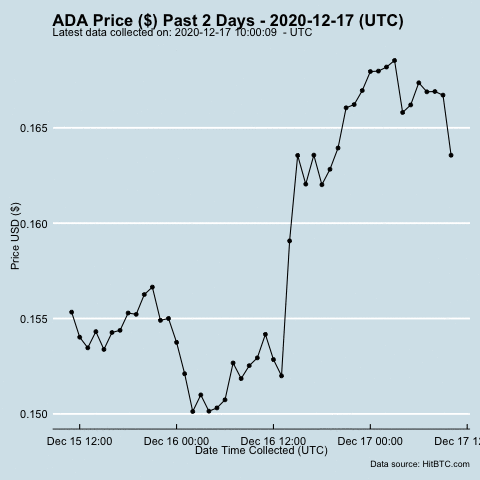 ADA Price ($) Past 2 Days - 2020-12-17 (UTC)
Latest data collected on: 2020-12-17 10:00:09  - UTC
Price USD ($)
0.165
0.160
0.155
0.150
Dec 15 12:00 Dec 16 00:00 Dec 16 12:00 Dec 17 00:00 Dec 17 12
Date Time Collected (UTC)
Data source: HitBTC.com